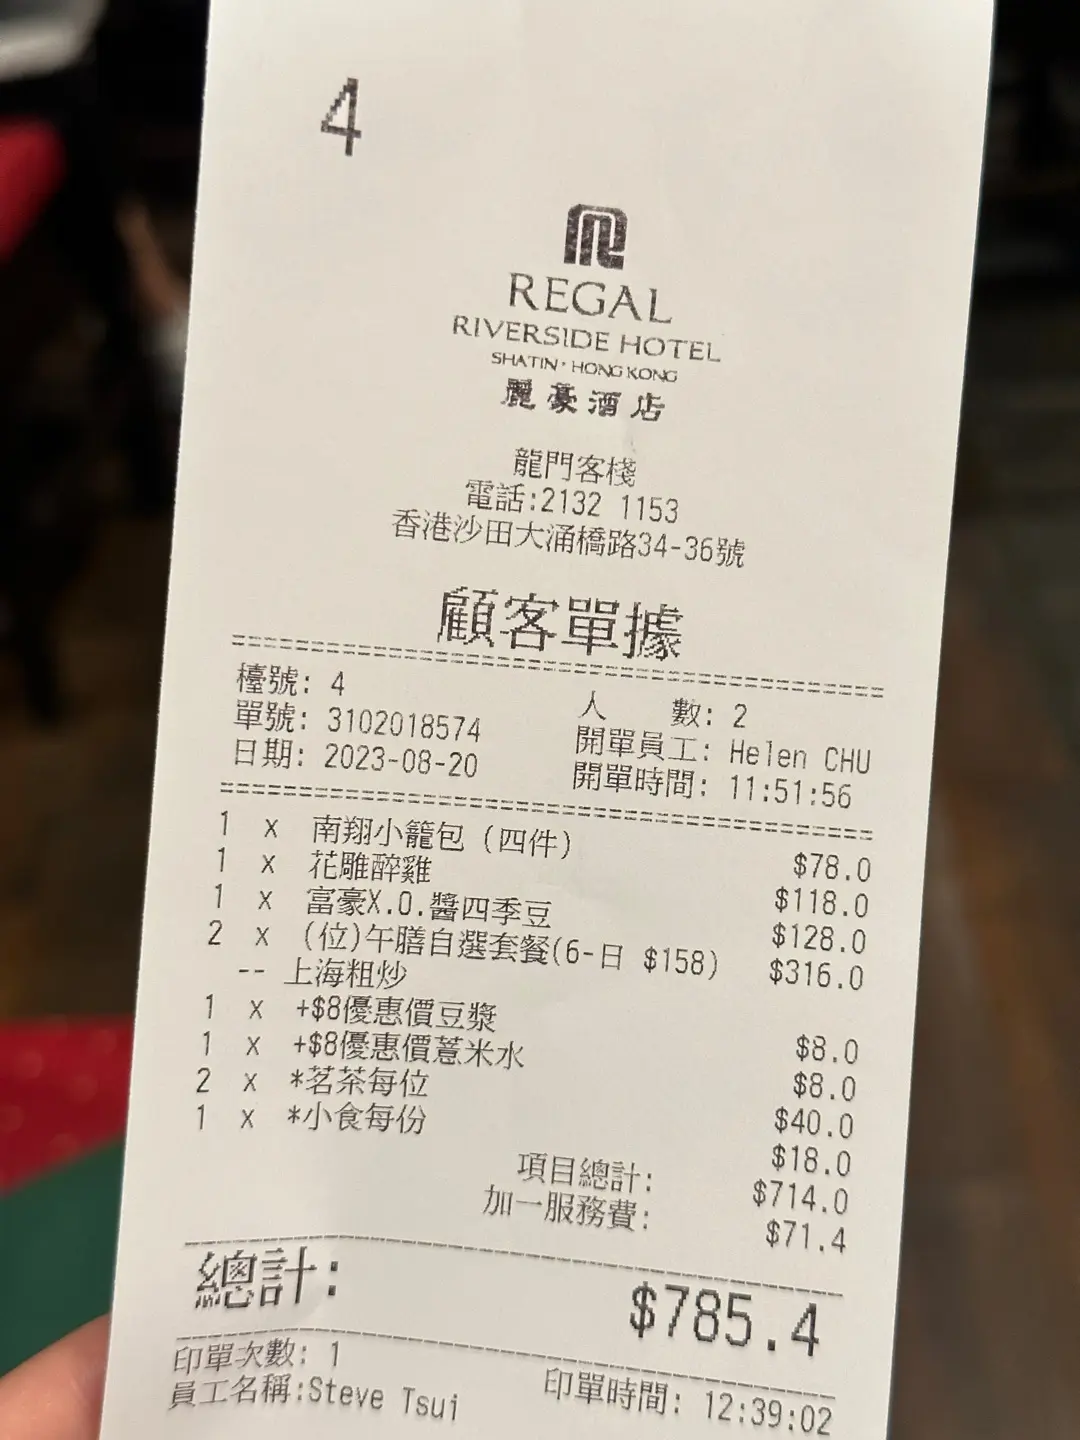 4
REGAL
RIVERSIDE HOTEL
SHATIN · HONG KONG
麗豪酒店
龍門客棧
電話:2132 1153
香港沙田大涌橋路34-36號
顧客單據
檯號: 4 人 數: 2
單號: 3102018574 開單員工: Helen CHU
日期: 2023-08-20 開單時間: 11:51:56
1 x 南翔小籠包 (四件) $78.0
1 x 花雕醉雞 $118.0
1 x 富豪X.O.醬四季豆 $128.0
2 x (位)午膳自選套餐(6-日 $158) $316.0
-- 上海粗炒
1 x +$8優惠價豆漿 $8.0
1 x +$8優惠價薏米水 $8.0
2 x *茗茶每位 $40.0
1 x *小食每份 $18.0
項目總計: $714.0
加一服務費: $71.4
總計: $785.4
印單次數: 1 印單時間: 12:39:02
員工名稱:Steve Tsui